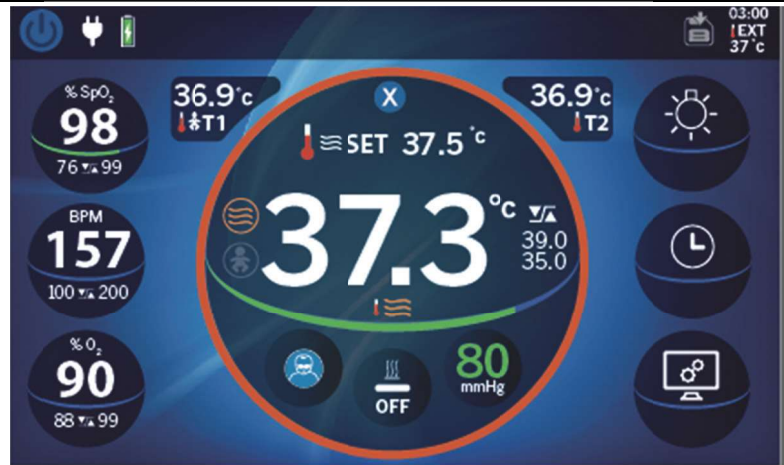 03:00
EXT
37°c
% SpO₂
98
76 99
BPM
157
100 200
% O₂
90
88 99
36.9°c
T1
X
SET 37.5°c
37.3°c
39.0
35.0
OFF
80
mmHg
36.9°c
T2